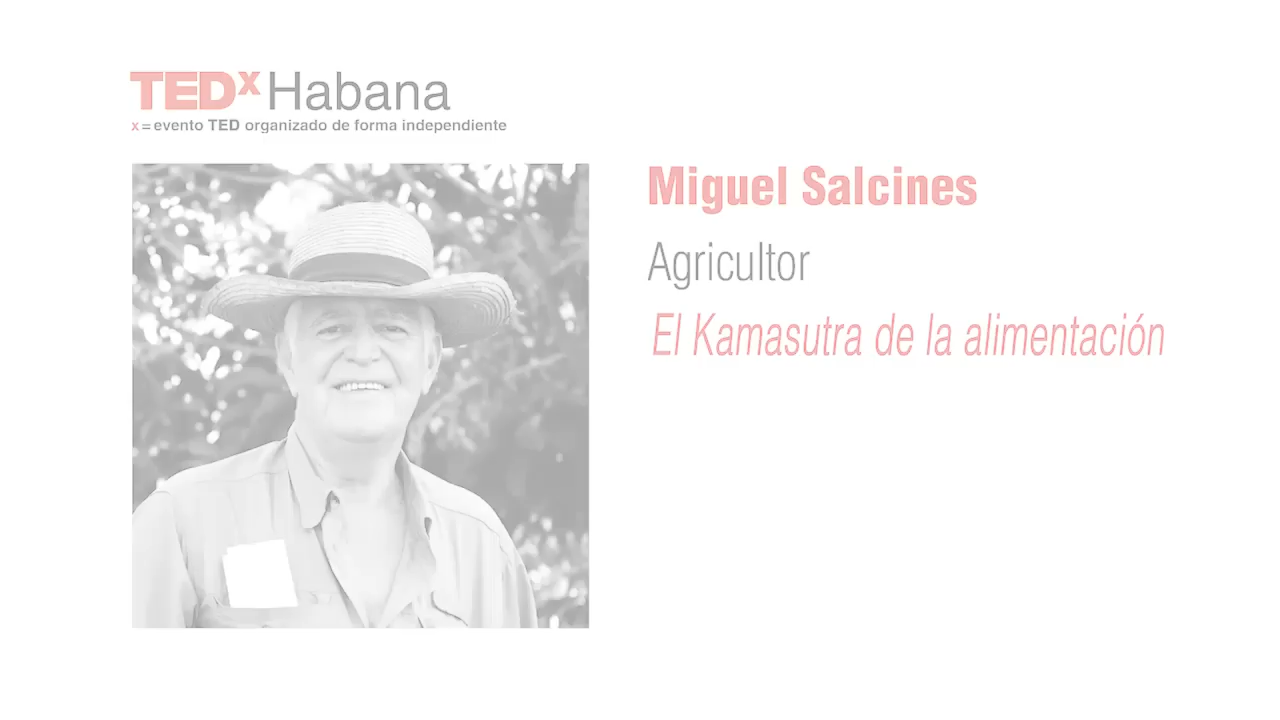 TEDx Habana
x = evento TED organizado de forma independiente
Miguel Salcines
Agricultor
El Kamasutra de la alimentación